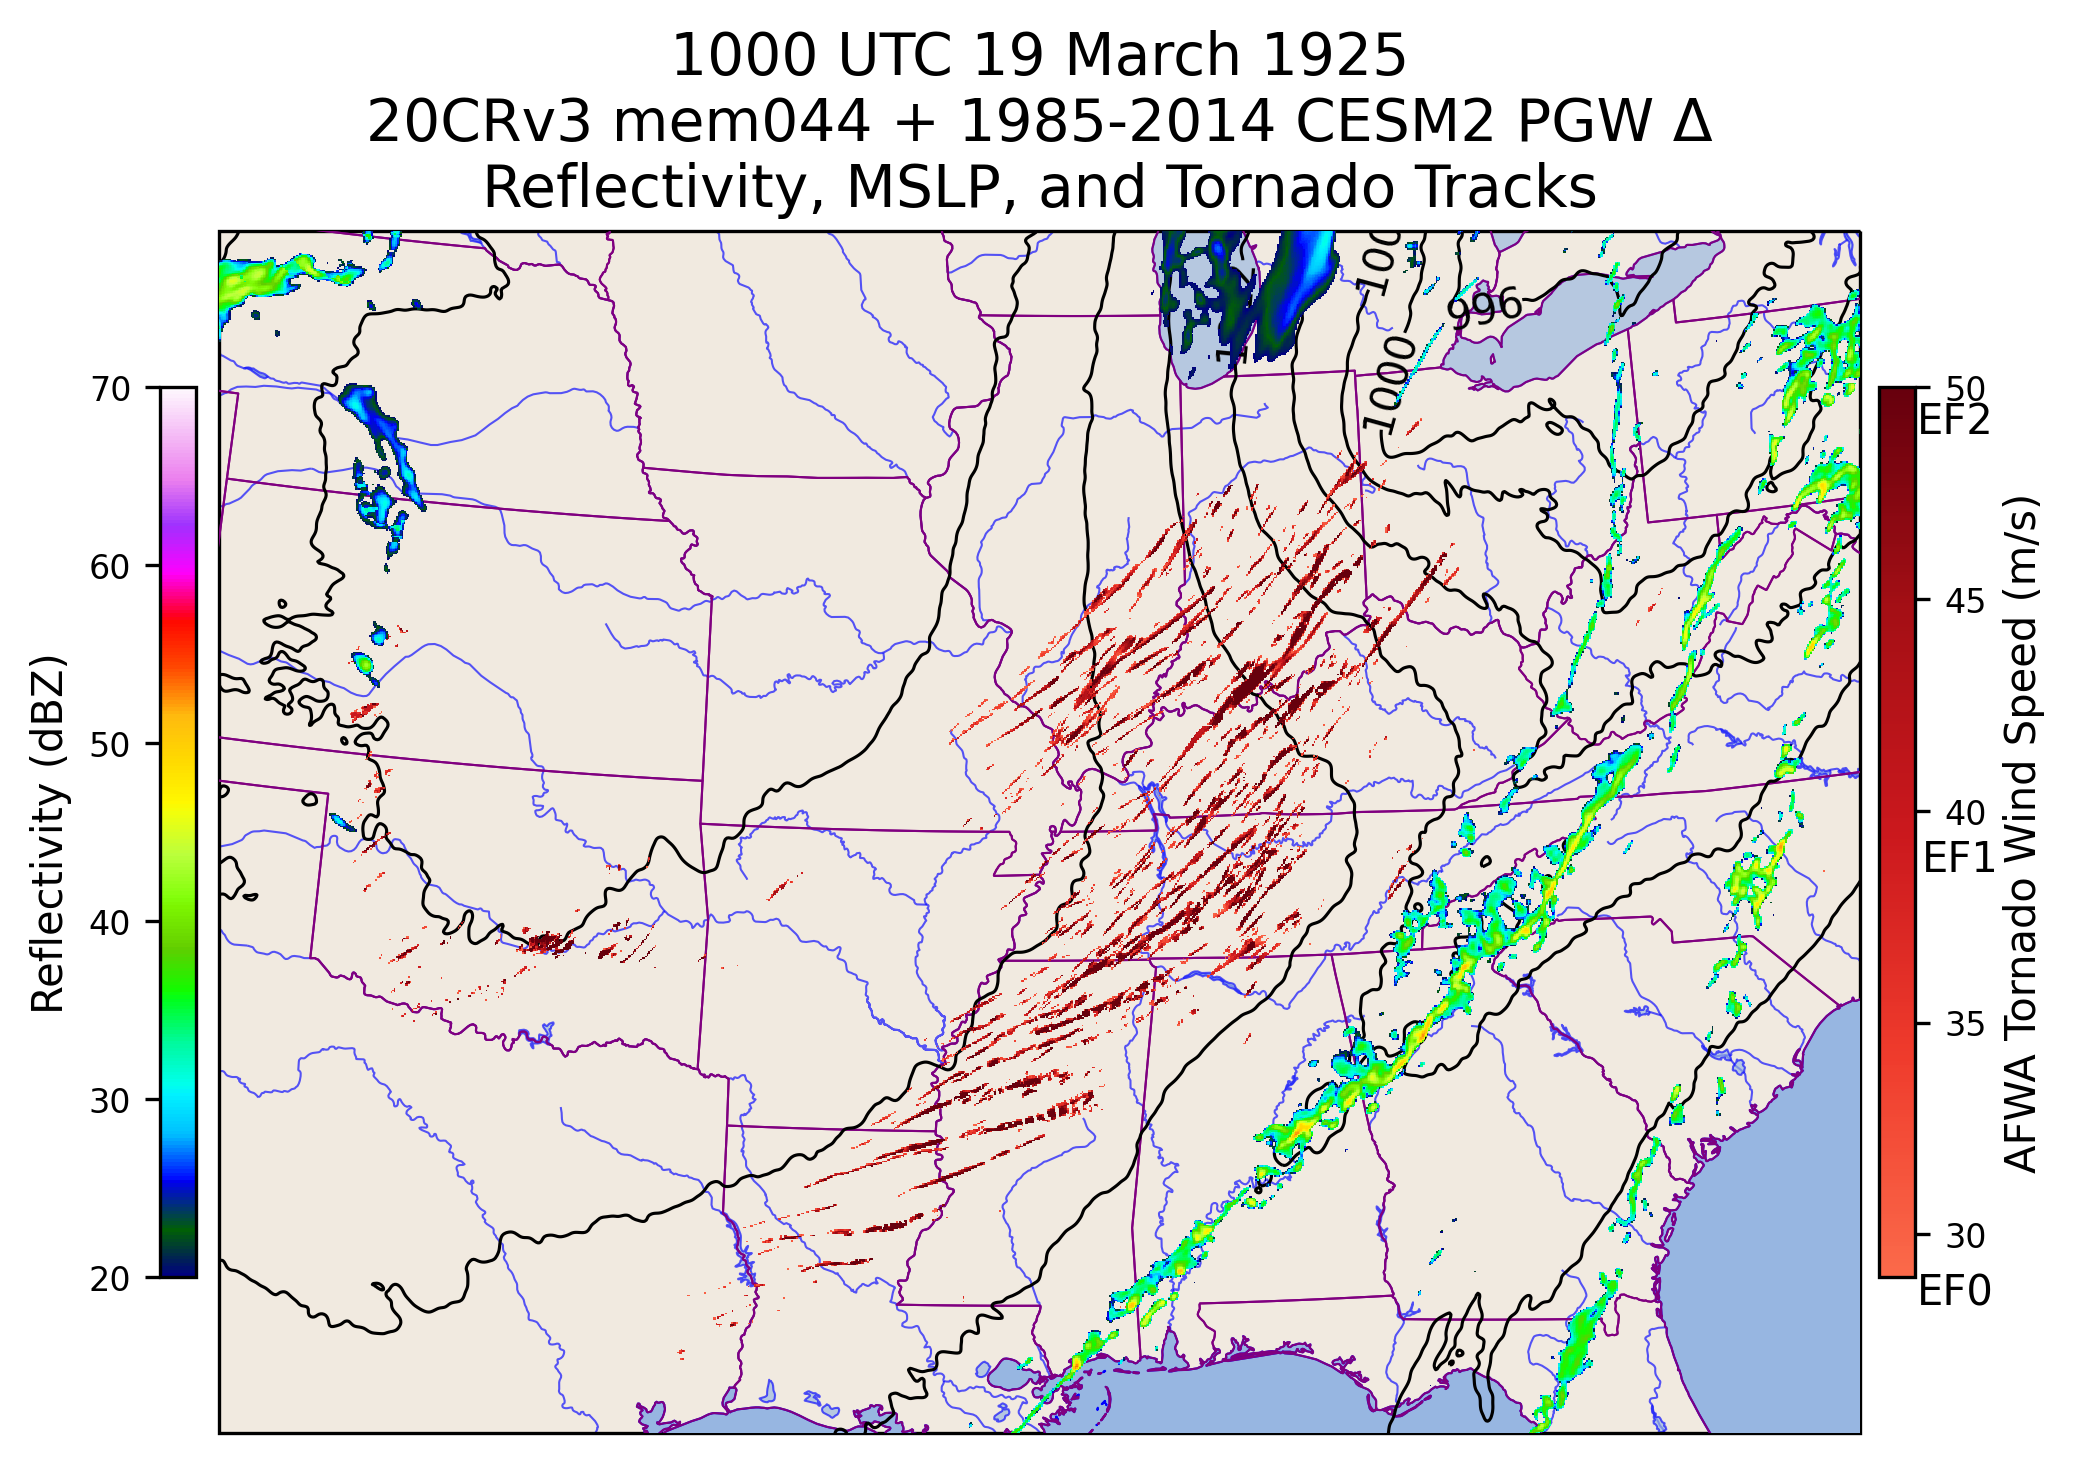 1000 UTC 19 March 1925
20CRv3 mem044 + 1985-2014 CESM2 PGW Δ
Reflectivity, MSLP, and Tornado Tracks
996
1000
70
60
50
40
30
20
Reflectivity (dBZ)
50
EF2
45
40
EF1
35
30
EF0
AFWA Tornado Wind Speed (m/s)